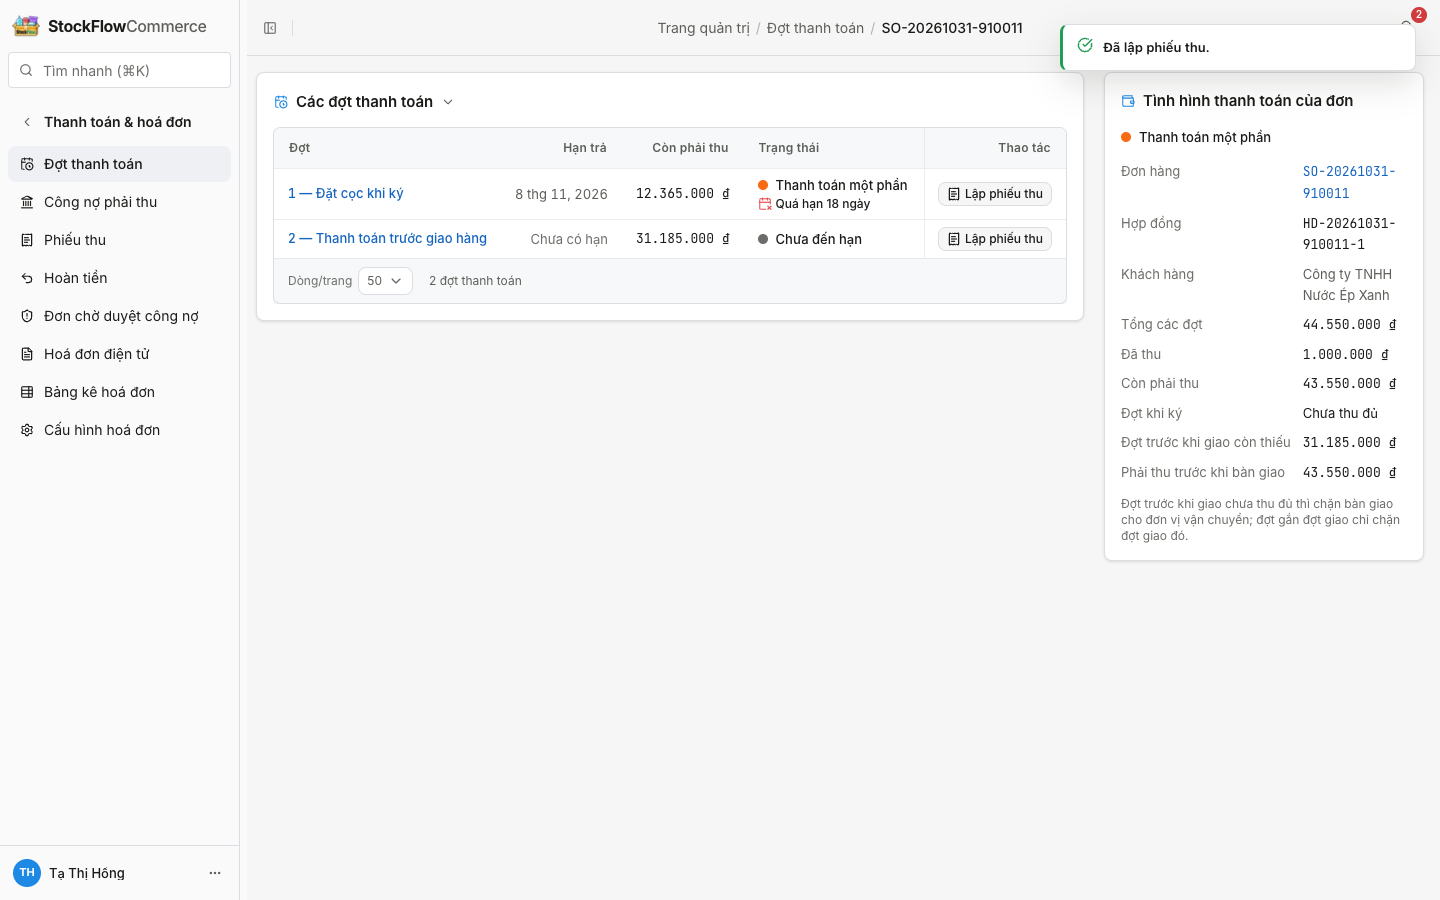 StockFlowCommerce
Tìm nhanh (⌘K)
Thanh toán & hoá đơn
Đợt thanh toán
Công nợ phải thu
Phiếu thu
Hoàn tiền
Đơn chờ duyệt công nợ
Hoá đơn điện tử
Bảng kê hoá đơn
Cấu hình hoá đơn
TH Tạ Thị Hồng
Trang quản trị / Đợt thanh toán / SO-20261031-910011
2
Đã lập phiếu thu.
Các đợt thanh toán
Đợt Hạn trả Còn phải thu Trạng thái Thao tác
1 — Đặt cọc khi ký 8 thg 11, 2026 12.365.000 ₫ Thanh toán một phần Lập phiếu thu
Quá hạn 18 ngày
2 — Thanh toán trước giao hàng Chưa có hạn 31.185.000 ₫ Chưa đến hạn Lập phiếu thu
Dòng/trang 50 2 đợt thanh toán
Tình hình thanh toán của đơn
Thanh toán một phần
Đơn hàng SO-20261031-
910011
Hợp đồng HD-20261031-
910011-1
Khách hàng Công ty TNHH
Nước Ép Xanh
Tổng các đợt 44.550.000 ₫
Đã thu 1.000.000 ₫
Còn phải thu 43.550.000 ₫
Đợt khi ký Chưa thu đủ
Đợt trước khi giao còn thiếu 31.185.000 ₫
Phải thu trước khi bàn giao 43.550.000 ₫
Đợt trước khi giao chưa thu đủ thì chặn bàn giao
cho đơn vị vận chuyển; đợt gắn đợt giao chỉ chặn
đợt giao đó.